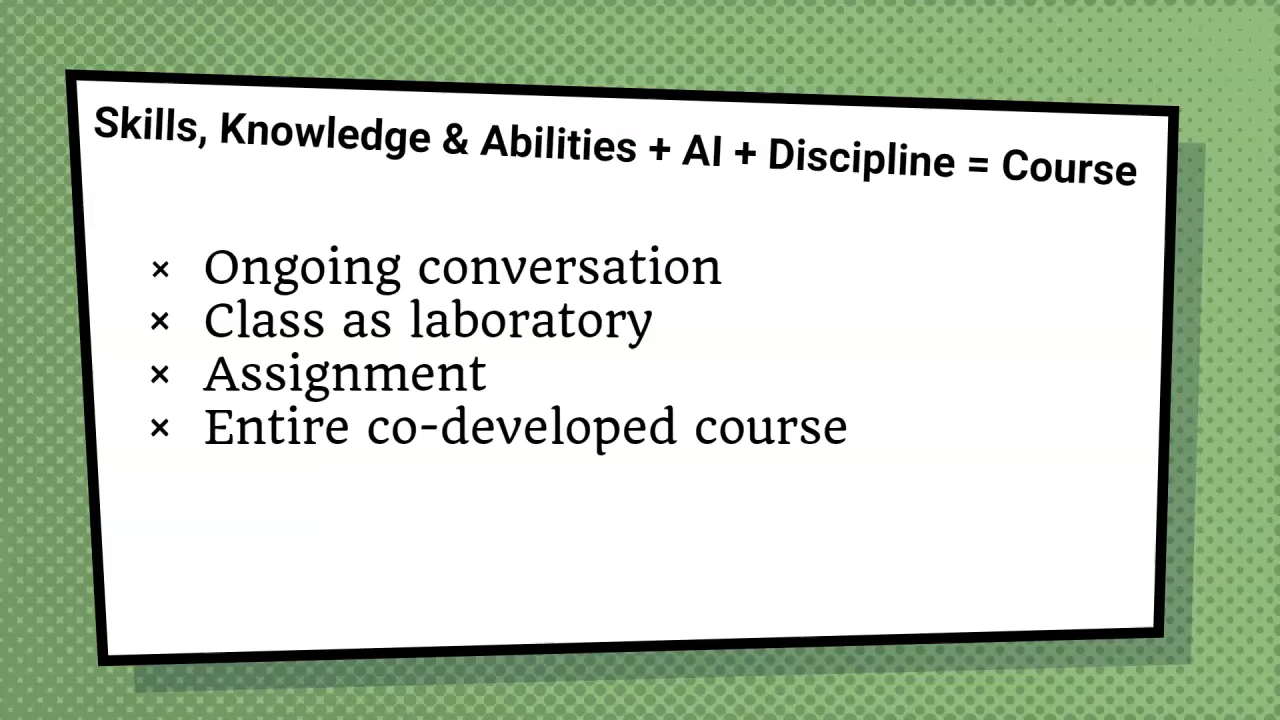 Skills, Knowledge & Abilities + AI + Discipline = Course
× Ongoing conversation
× Class as laboratory
× Assignment
× Entire co-developed course